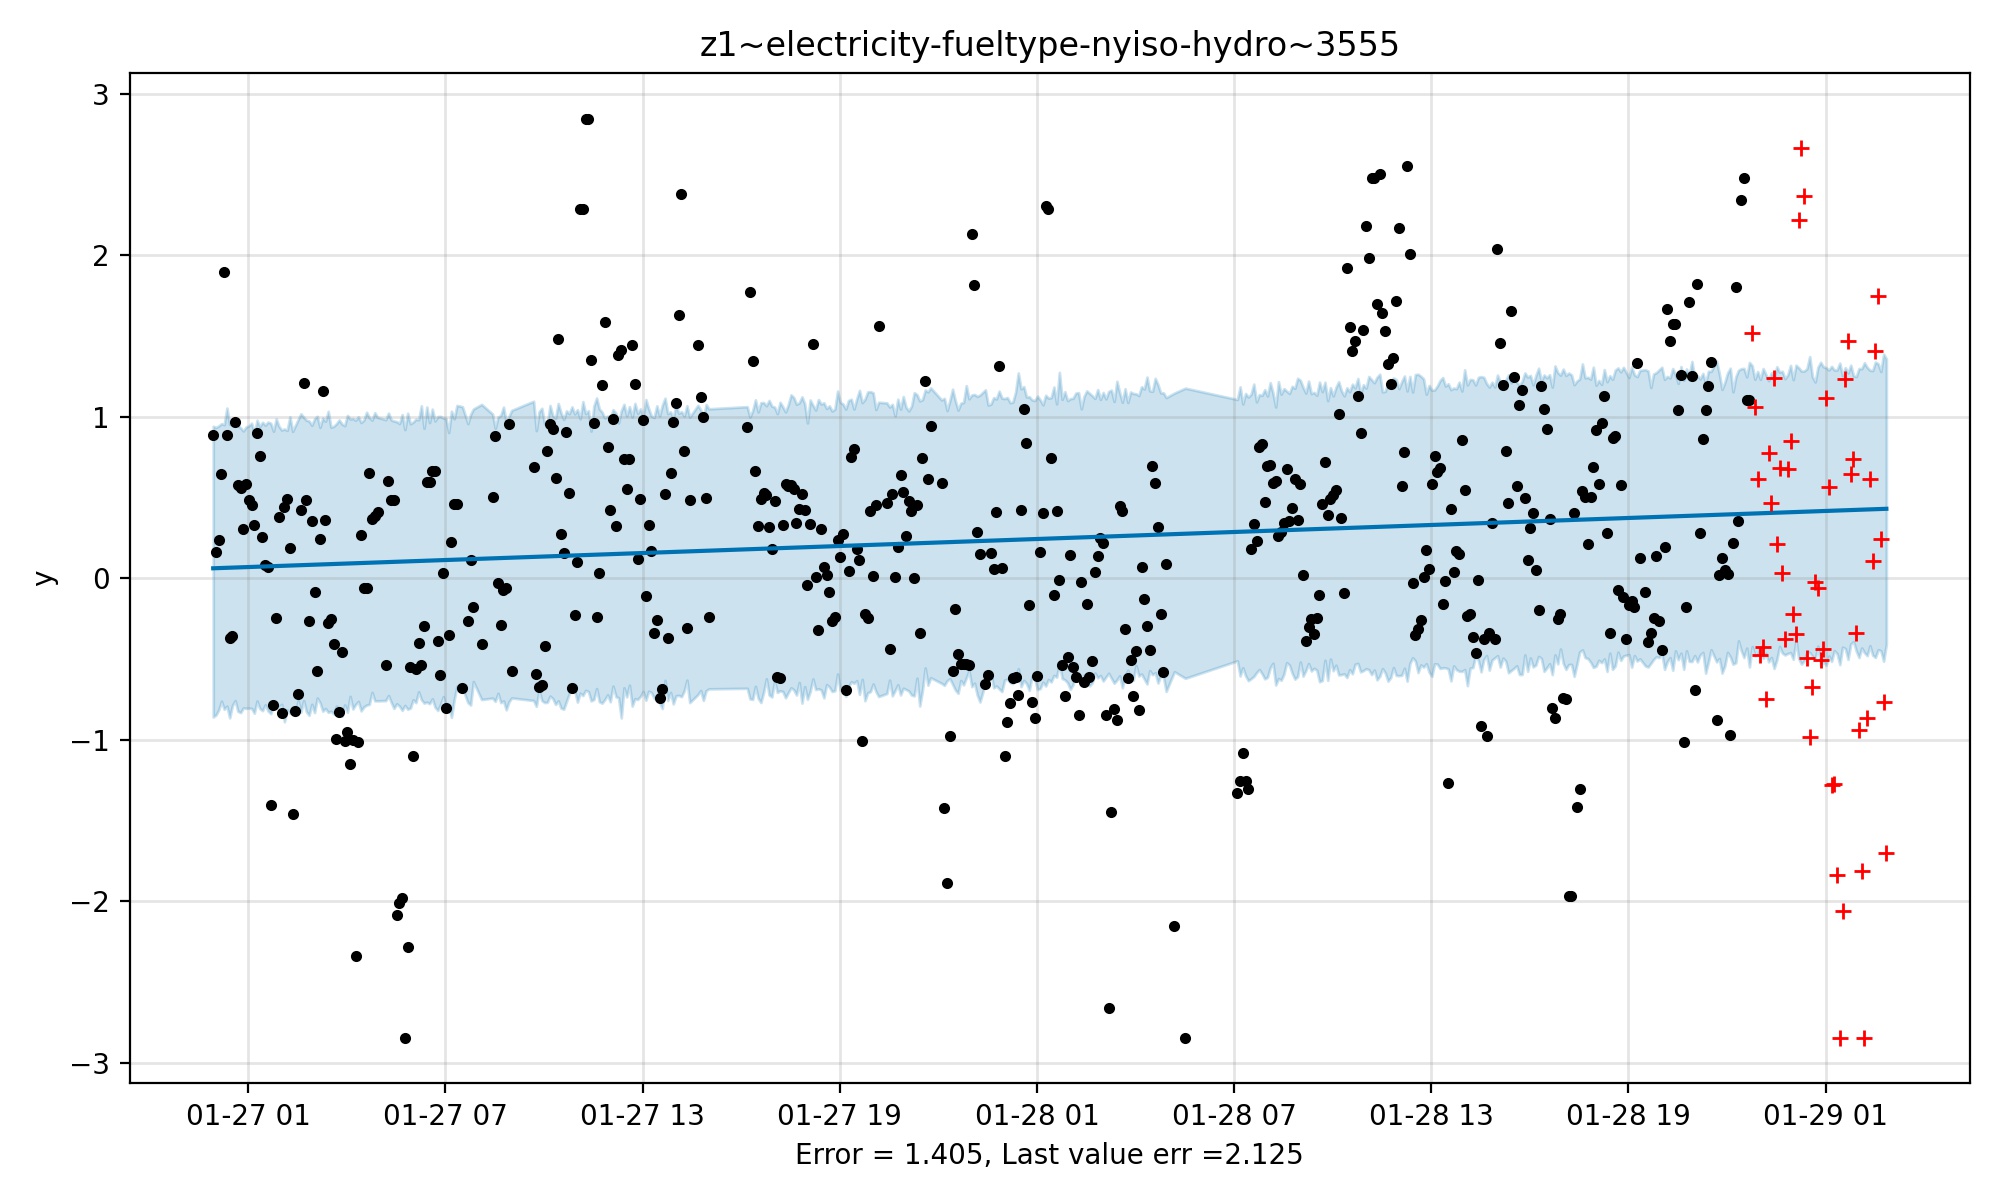 z1~electricity-fueltype-nyiso-hydro~3555
3
2
1
0
−1
−2
−3
y
01-27 01 01-27 07 01-27 13 01-27 19 01-28 01 01-28 07 01-28 13 01-28 19 01-29 01
Error = 1.405, Last value err =2.125